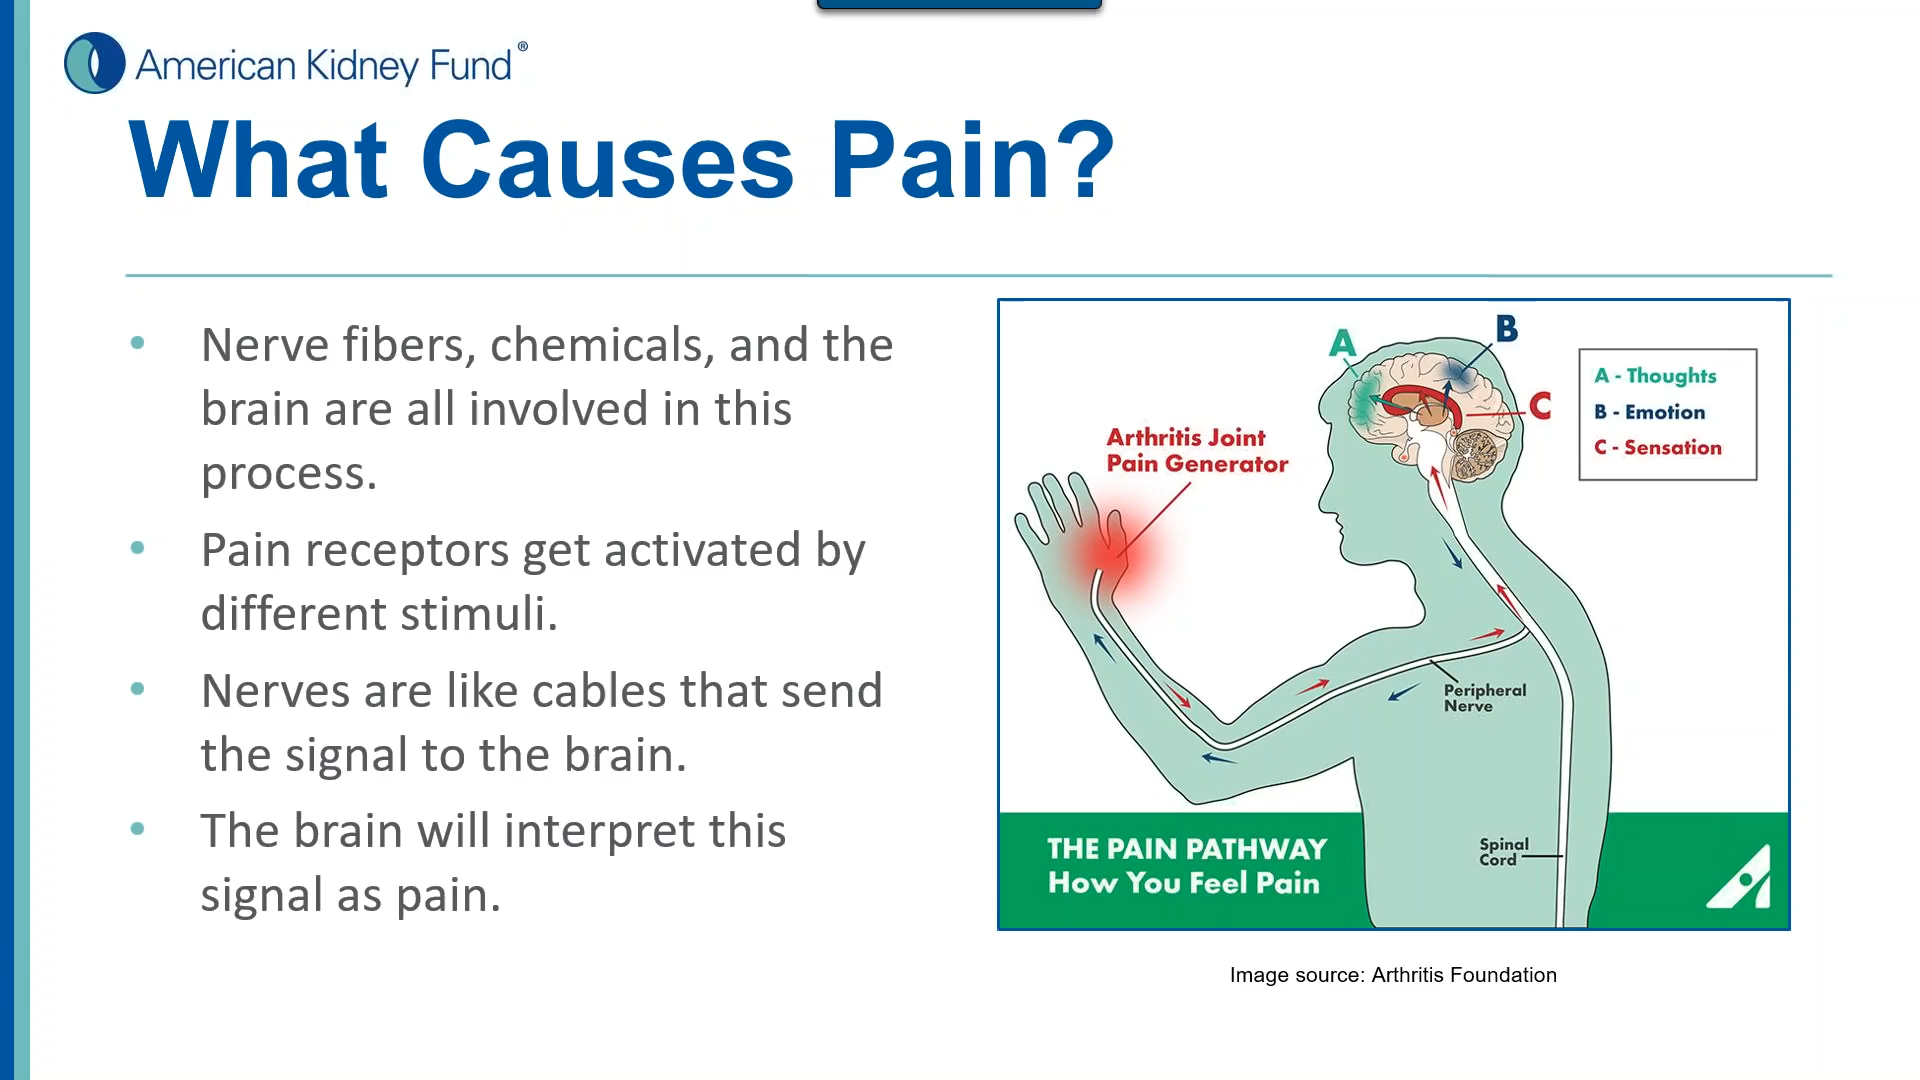 American Kidney Fund®
What Causes Pain?
• Nerve fibers, chemicals, and the
brain are all involved in this
process.
• Pain receptors get activated by
different stimuli.
• Nerves are like cables that send
the signal to the brain.
• The brain will interpret this
signal as pain.
A
B
C
A - Thoughts
B - Emotion
C - Sensation
Arthritis Joint
Pain Generator
Peripheral
Nerve
Spinal
Cord
THE PAIN PATHWAY
How You Feel Pain
Image source: Arthritis Foundation